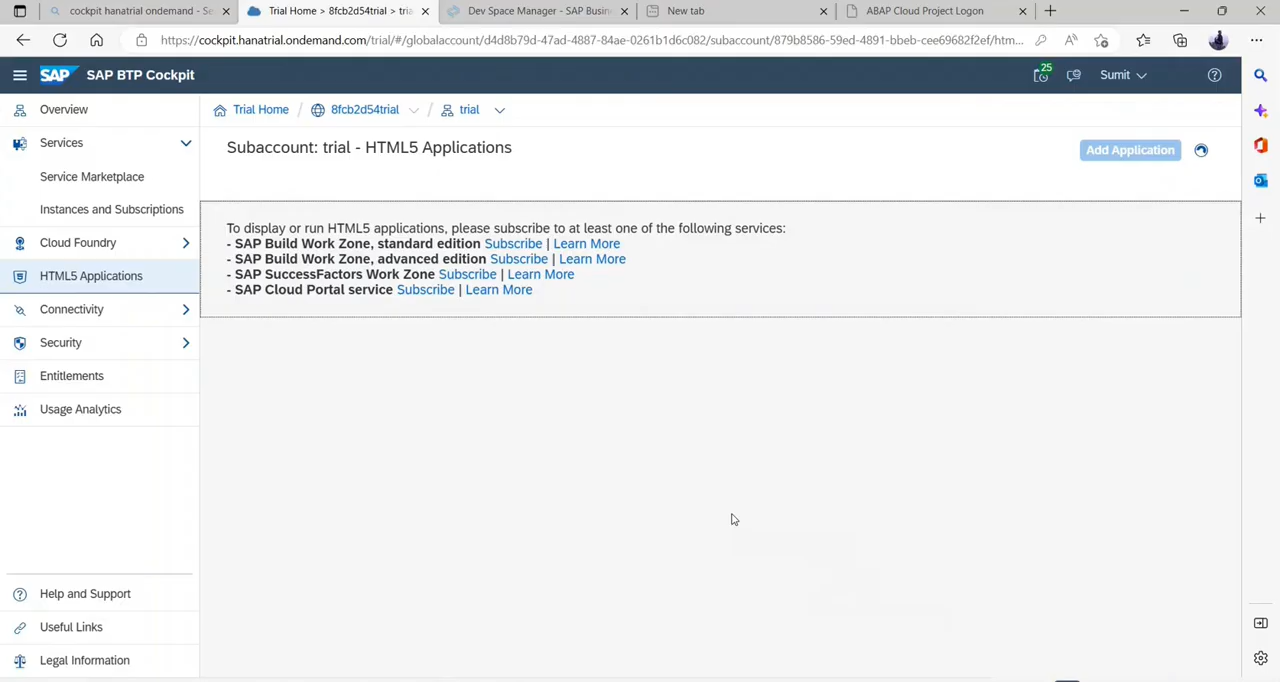 cockpit hanatrial ondemand - Se
Trial Home > 8fcb2d54trial > tria
Dev Space Manager - SAP Busin
New tab
ABAP Cloud Project Logon
https://cockpit.hanatrial.ondemand.com/trial/#/globalaccount/d4d8b79d-47ad-4887-84ae-0261b1d6c082/subaccount/879b8586-59ed-4891-bbeb-cee69682f2ef/htm...
SAP SAP BTP Cockpit
25
Sumit
Overview
Services
Service Marketplace
Instances and Subscriptions
Cloud Foundry
HTML5 Applications
Connectivity
Security
Entitlements
Usage Analytics
Help and Support
Useful Links
Legal Information
Trial Home / 8fcb2d54trial / trial
Subaccount: trial - HTML5 Applications
Add Application
To display or run HTML5 applications, please subscribe to at least one of the following services:
- SAP Build Work Zone, standard edition Subscribe | Learn More
- SAP Build Work Zone, advanced edition Subscribe | Learn More
- SAP SuccessFactors Work Zone Subscribe | Learn More
- SAP Cloud Portal service Subscribe | Learn More